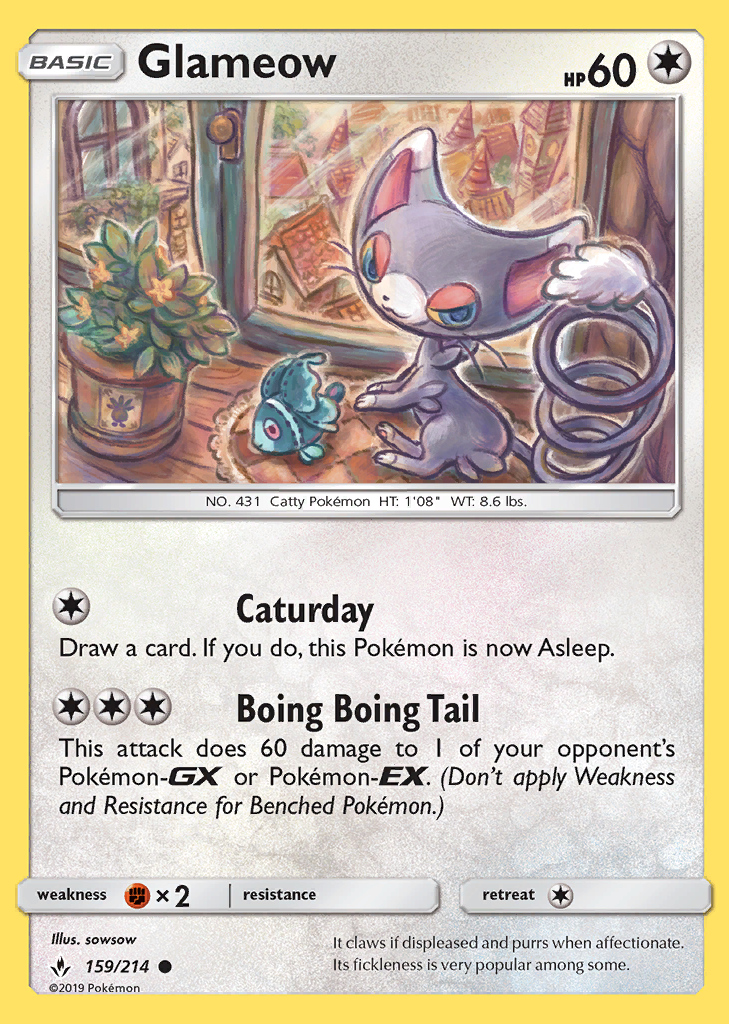 BASIC Glameow HP60
NO. 431 Catty Pokémon HT: 1'08" WT: 8.6 lbs.
Caturday
Draw a card. If you do, this Pokémon is now Asleep.
Boing Boing Tail
This attack does 60 damage to 1 of your opponent's
Pokémon-GX or Pokémon-EX. (Don't apply Weakness
and Resistance for Benched Pokémon.)
weakness ×2 resistance retreat
Illus. sowsow
159/214
©2019 Pokémon
It claws if displeased and purrs when affectionate.
Its fickleness is very popular among some.